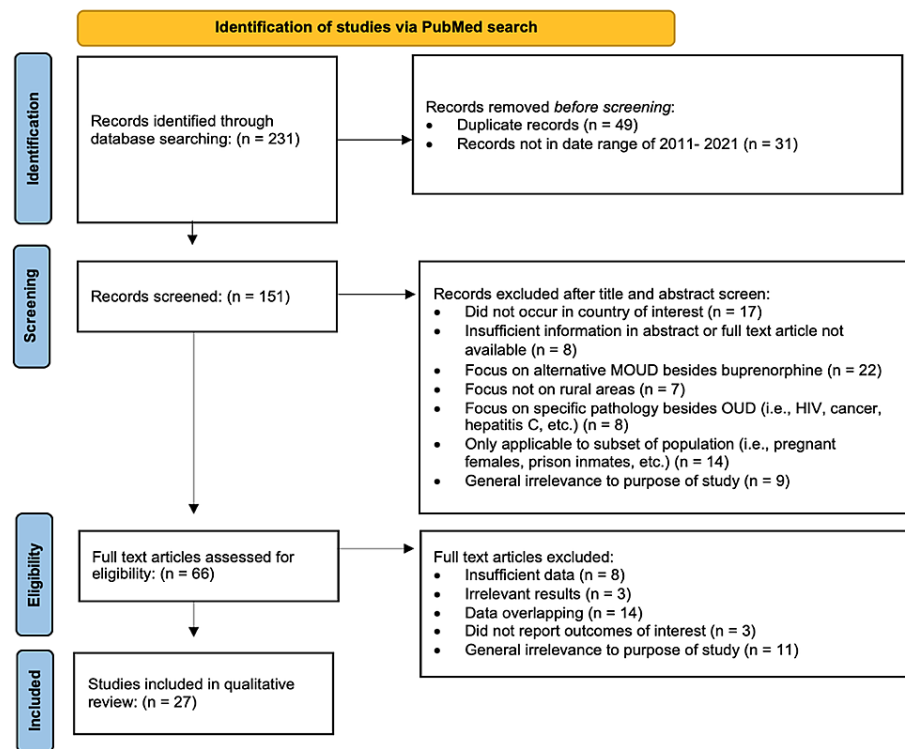 Identification of studies via PubMed search
Identification
Records identified through
database searching: (n = 231)
Records removed before screening:
• Duplicate records (n = 49)
• Records not in date range of 2011- 2021 (n = 31)
Screening
Records screened: (n = 151)
Records excluded after title and abstract screen:
• Did not occur in country of interest (n = 17)
• Insufficient information in abstract or full text article not
available (n = 8)
• Focus on alternative MOUD besides buprenorphine (n = 22)
• Focus not on rural areas (n = 7)
• Focus on specific pathology besides OUD (i.e., HIV, cancer,
hepatitis C, etc.) (n = 8)
• Only applicable to subset of population (i.e., pregnant
females, prison inmates, etc.) (n = 14)
• General irrelevance to purpose of study (n = 9)
Eligibility
Full text articles assessed for
eligibility: (n = 66)
Full text articles excluded:
• Insufficient data (n = 8)
• Irrelevant results (n = 3)
• Data overlapping (n = 14)
• Did not report outcomes of interest (n = 3)
• General irrelevance to purpose of study (n = 11)
Included
Studies included in qualitative
review: (n = 27)